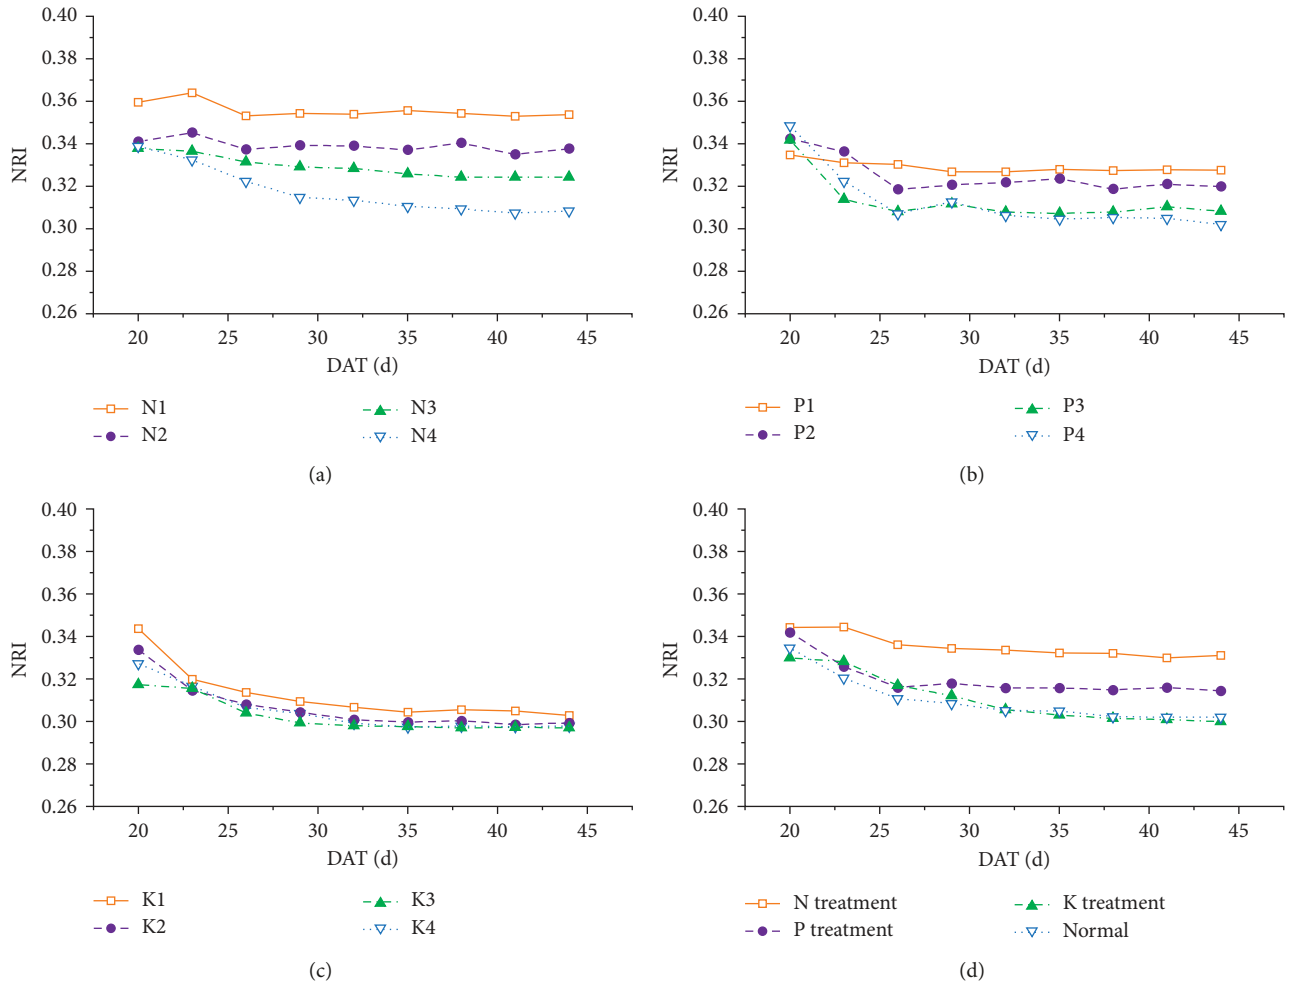 0.40
0.38
0.36
0.34
0.32
0.30
0.28
0.26
NRI
20 25 30 35 40 45
DAT (d)
N1 N3
N2 N4
(a)
0.40
0.38
0.36
0.34
0.32
0.30
0.28
0.26
NRI
20 25 30 35 40 45
DAT (d)
P1 P3
P2 P4
(b)
0.40
0.38
0.36
0.34
0.32
0.30
0.28
0.26
NRI
20 25 30 35 40 45
DAT (d)
K1 K3
K2 K4
(c)
0.40
0.38
0.36
0.34
0.32
0.30
0.28
0.26
NRI
20 25 30 35 40 45
DAT (d)
N treatment K treatment
P treatment Normal
(d)